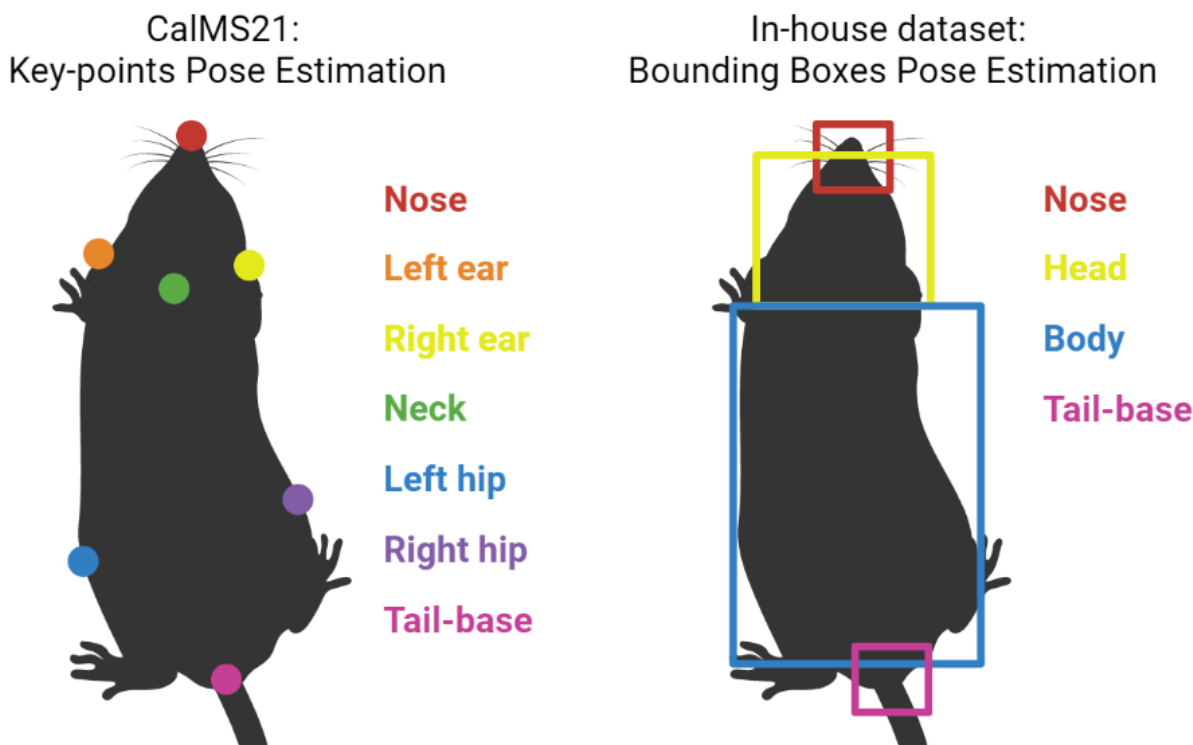 CalMS21:
Key-points Pose Estimation
Nose
Left ear
Right ear
Neck
Left hip
Right hip
Tail-base
In-house dataset:
Bounding Boxes Pose Estimation
Nose
Head
Body
Tail-base